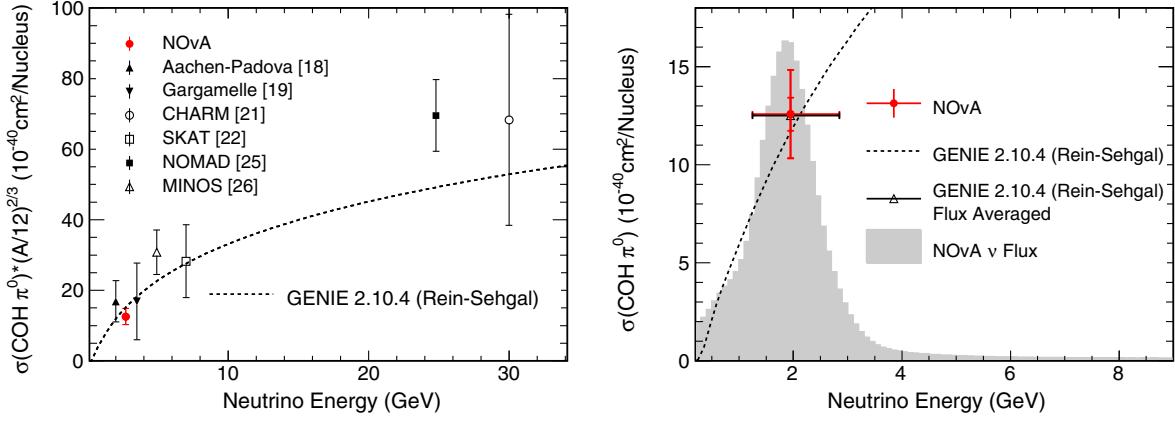 σ(COH π⁰)*(A/12)²ᐟ³ (10⁻⁴⁰cm²/Nucleus)
100
80
60
40
20
0
NOvA
Aachen-Padova [18]
Gargamelle [19]
CHARM [21]
SKAT [22]
NOMAD [25]
MINOS [26]
GENIE 2.10.4 (Rein-Sehgal)
0 10 20 30
Neutrino Energy (GeV)
σ(COH π⁰) (10⁻⁴⁰cm²/Nucleus)
15
10
5
0
NOvA
GENIE 2.10.4 (Rein-Sehgal)
GENIE 2.10.4 (Rein-Sehgal)
Flux Averaged
NOvA ν Flux
2 4 6 8
Neutrino Energy (GeV)